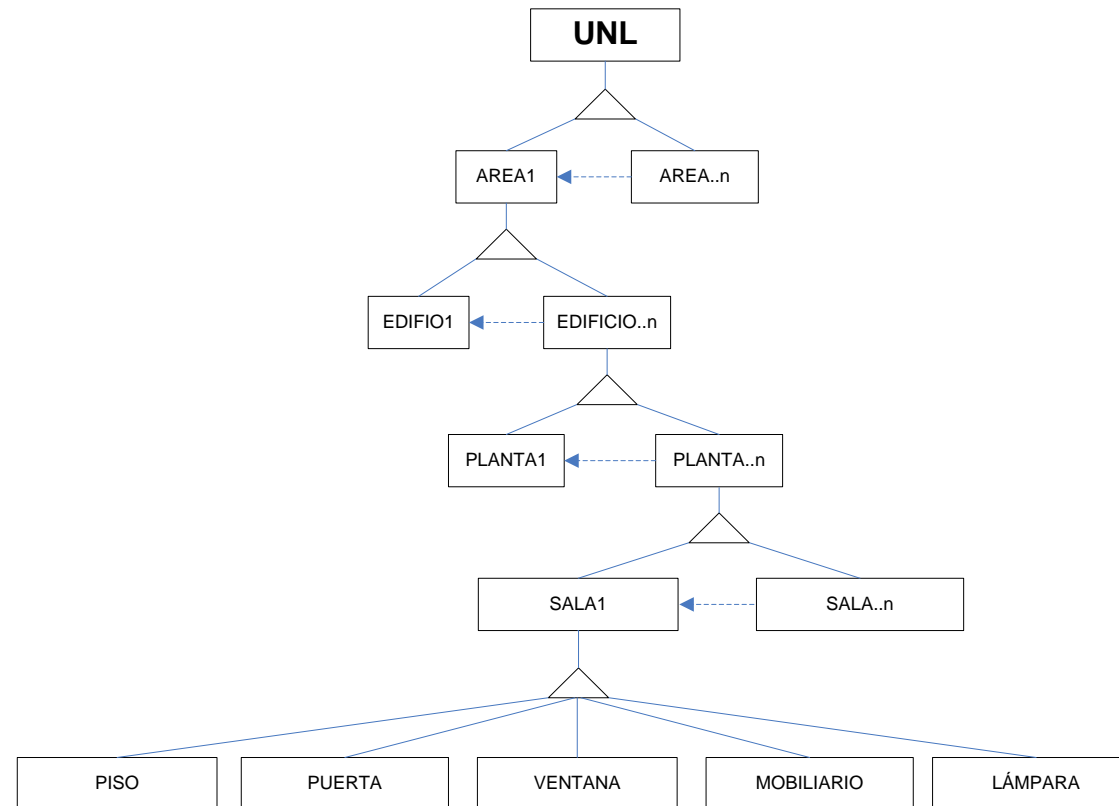 UNL
AREA1
AREA..n
EDIFIO1
EDIFICIO..n
PLANTA1
PLANTA..n
SALA1
SALA..n
PISO
PUERTA
VENTANA
MOBILIARIO
LÁMPARA